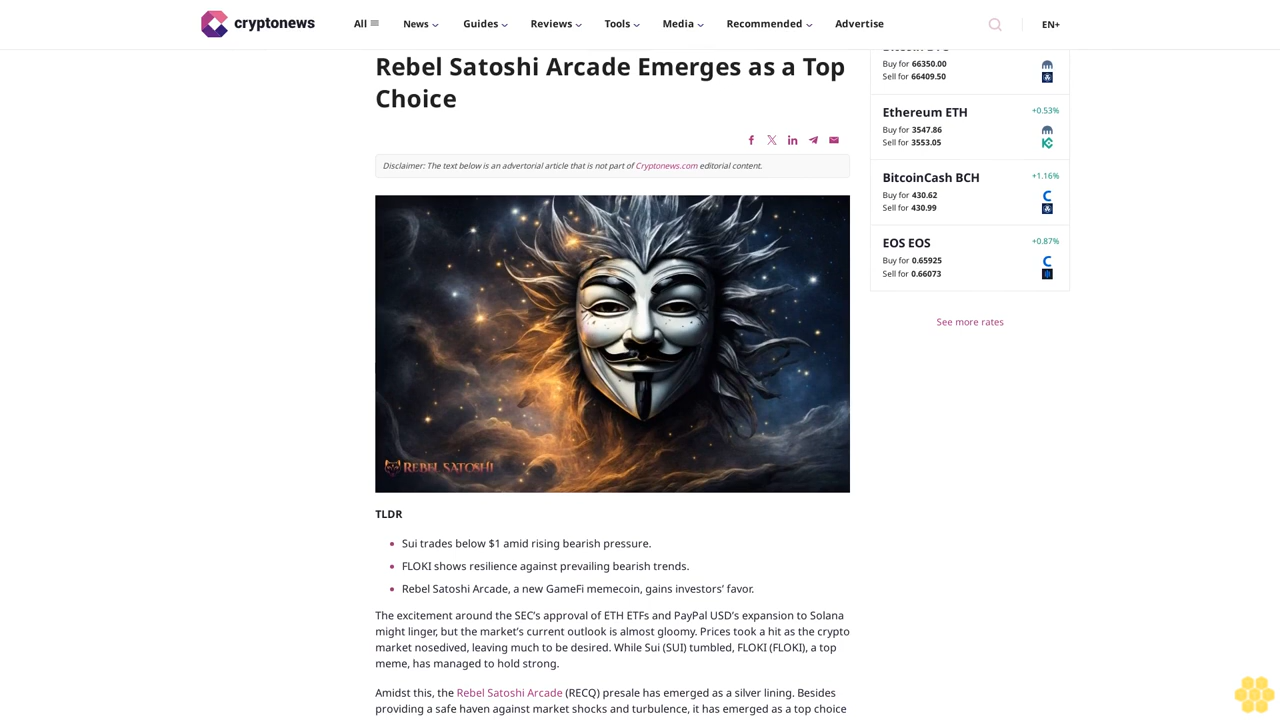 cryptonews
All
News
Guides
Reviews
Tools
Media
Recommended
Advertise
EN+
Rebel Satoshi Arcade Emerges as a Top
Choice
Disclaimer: The text below is an advertorial article that is not part of Cryptonews.com editorial content.
REBEL SATOSHI
TLDR
Sui trades below $1 amid rising bearish pressure.
FLOKI shows resilience against prevailing bearish trends.
Rebel Satoshi Arcade, a new GameFi memecoin, gains investors’ favor.
The excitement around the SEC’s approval of ETH ETFs and PayPal USD’s expansion to Solana
might linger, but the market’s current outlook is almost gloomy. Prices took a hit as the crypto
market nosedived, leaving much to be desired. While Sui (SUI) tumbled, FLOKI (FLOKI), a top
meme, has managed to hold strong.
Amidst this, the Rebel Satoshi Arcade (RECQ) presale has emerged as a silver lining. Besides
providing a safe haven against market shocks and turbulence, it has emerged as a top choice
Buy for 66350.00
Sell for 66409.50
Ethereum ETH
+0.53%
Buy for 3547.86
Sell for 3553.05
BitcoinCash BCH
+1.16%
Buy for 430.62
Sell for 430.99
EOS EOS
+0.87%
Buy for 0.65925
Sell for 0.66073
See more rates